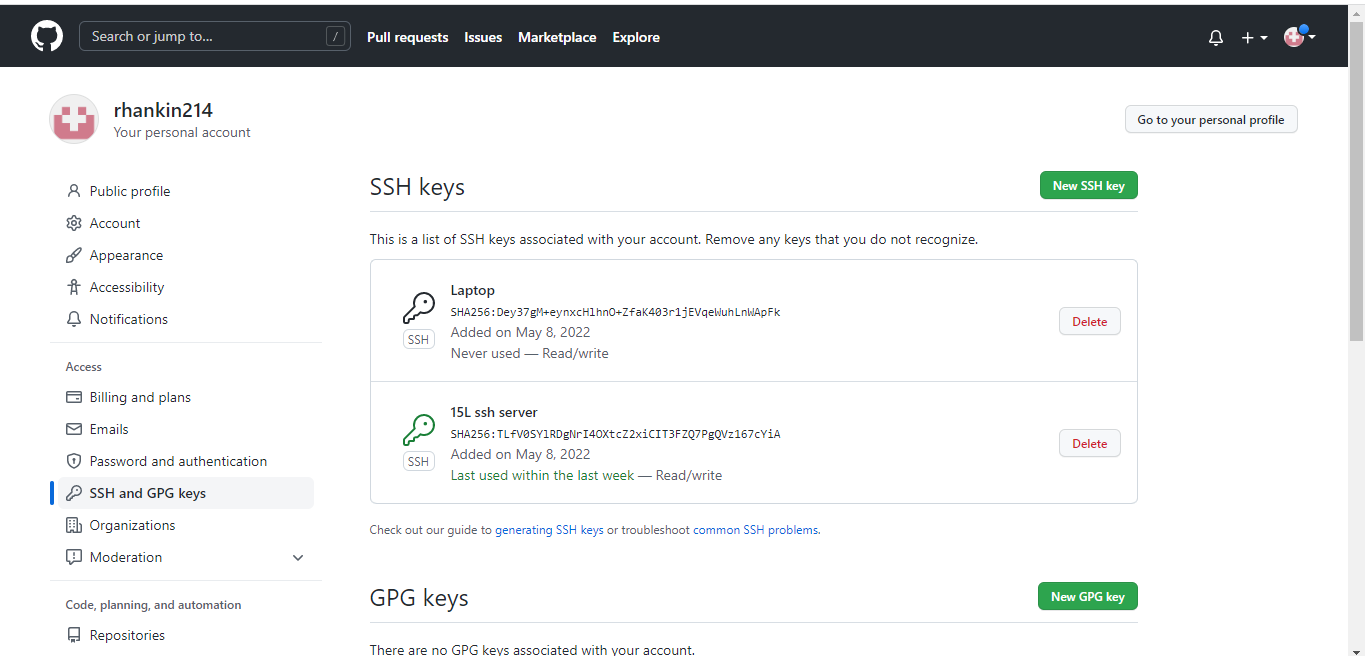 Search or jump to... /
Pull requests Issues Marketplace Explore
rhankin214
Your personal account
Go to your personal profile
Public profile
Account
Appearance
Accessibility
Notifications
Access
Billing and plans
Emails
Password and authentication
SSH and GPG keys
Organizations
Moderation
Code, planning, and automation
Repositories
SSH keys
New SSH key
This is a list of SSH keys associated with your account. Remove any keys that you do not recognize.
Laptop
SHA256:Dey37gM+eynxcHlhnO+ZfaK403r1jEVqeWuhLnWApFk
Added on May 8, 2022
Never used — Read/write
SSH
Delete
15L ssh server
SHA256:TLfV0SYlRDgNrI4OXtcZ2xiCIT3FZQ7PgQVz167cYiA
Added on May 8, 2022
Last used within the last week — Read/write
SSH
Delete
Check out our guide to generating SSH keys or troubleshoot common SSH problems.
GPG keys
New GPG key
There are no GPG keys associated with your account.